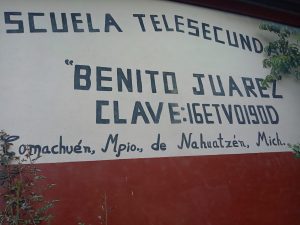 SCUELA TELESECUND
"BENITO JUAREZ
CLAVE:16ETV0190D
Comachuén, Mpio., de Nahuatzén, Mich.